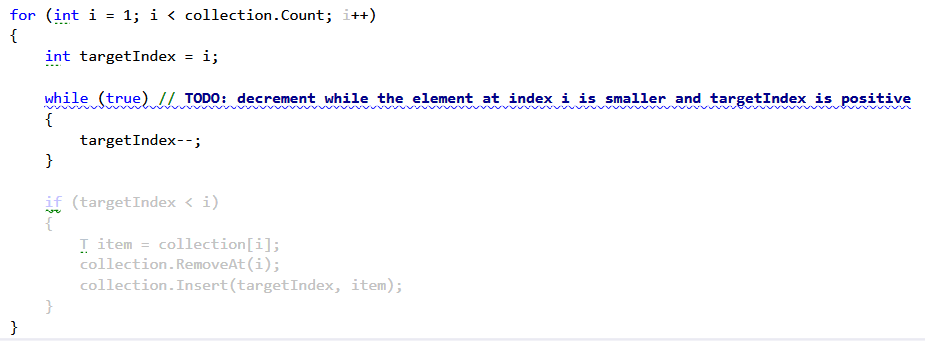 for (int i = 1; i < collection.Count; i++)
{
    int targetIndex = i;
    while (true) // TODO: decrement while the element at index i is smaller and targetIndex is positive
    {
        targetIndex--;
    }
    if (targetIndex < i)
    {
        T item = collection[i];
        collection.RemoveAt(i);
        collection.Insert(targetIndex, item);
    }
}